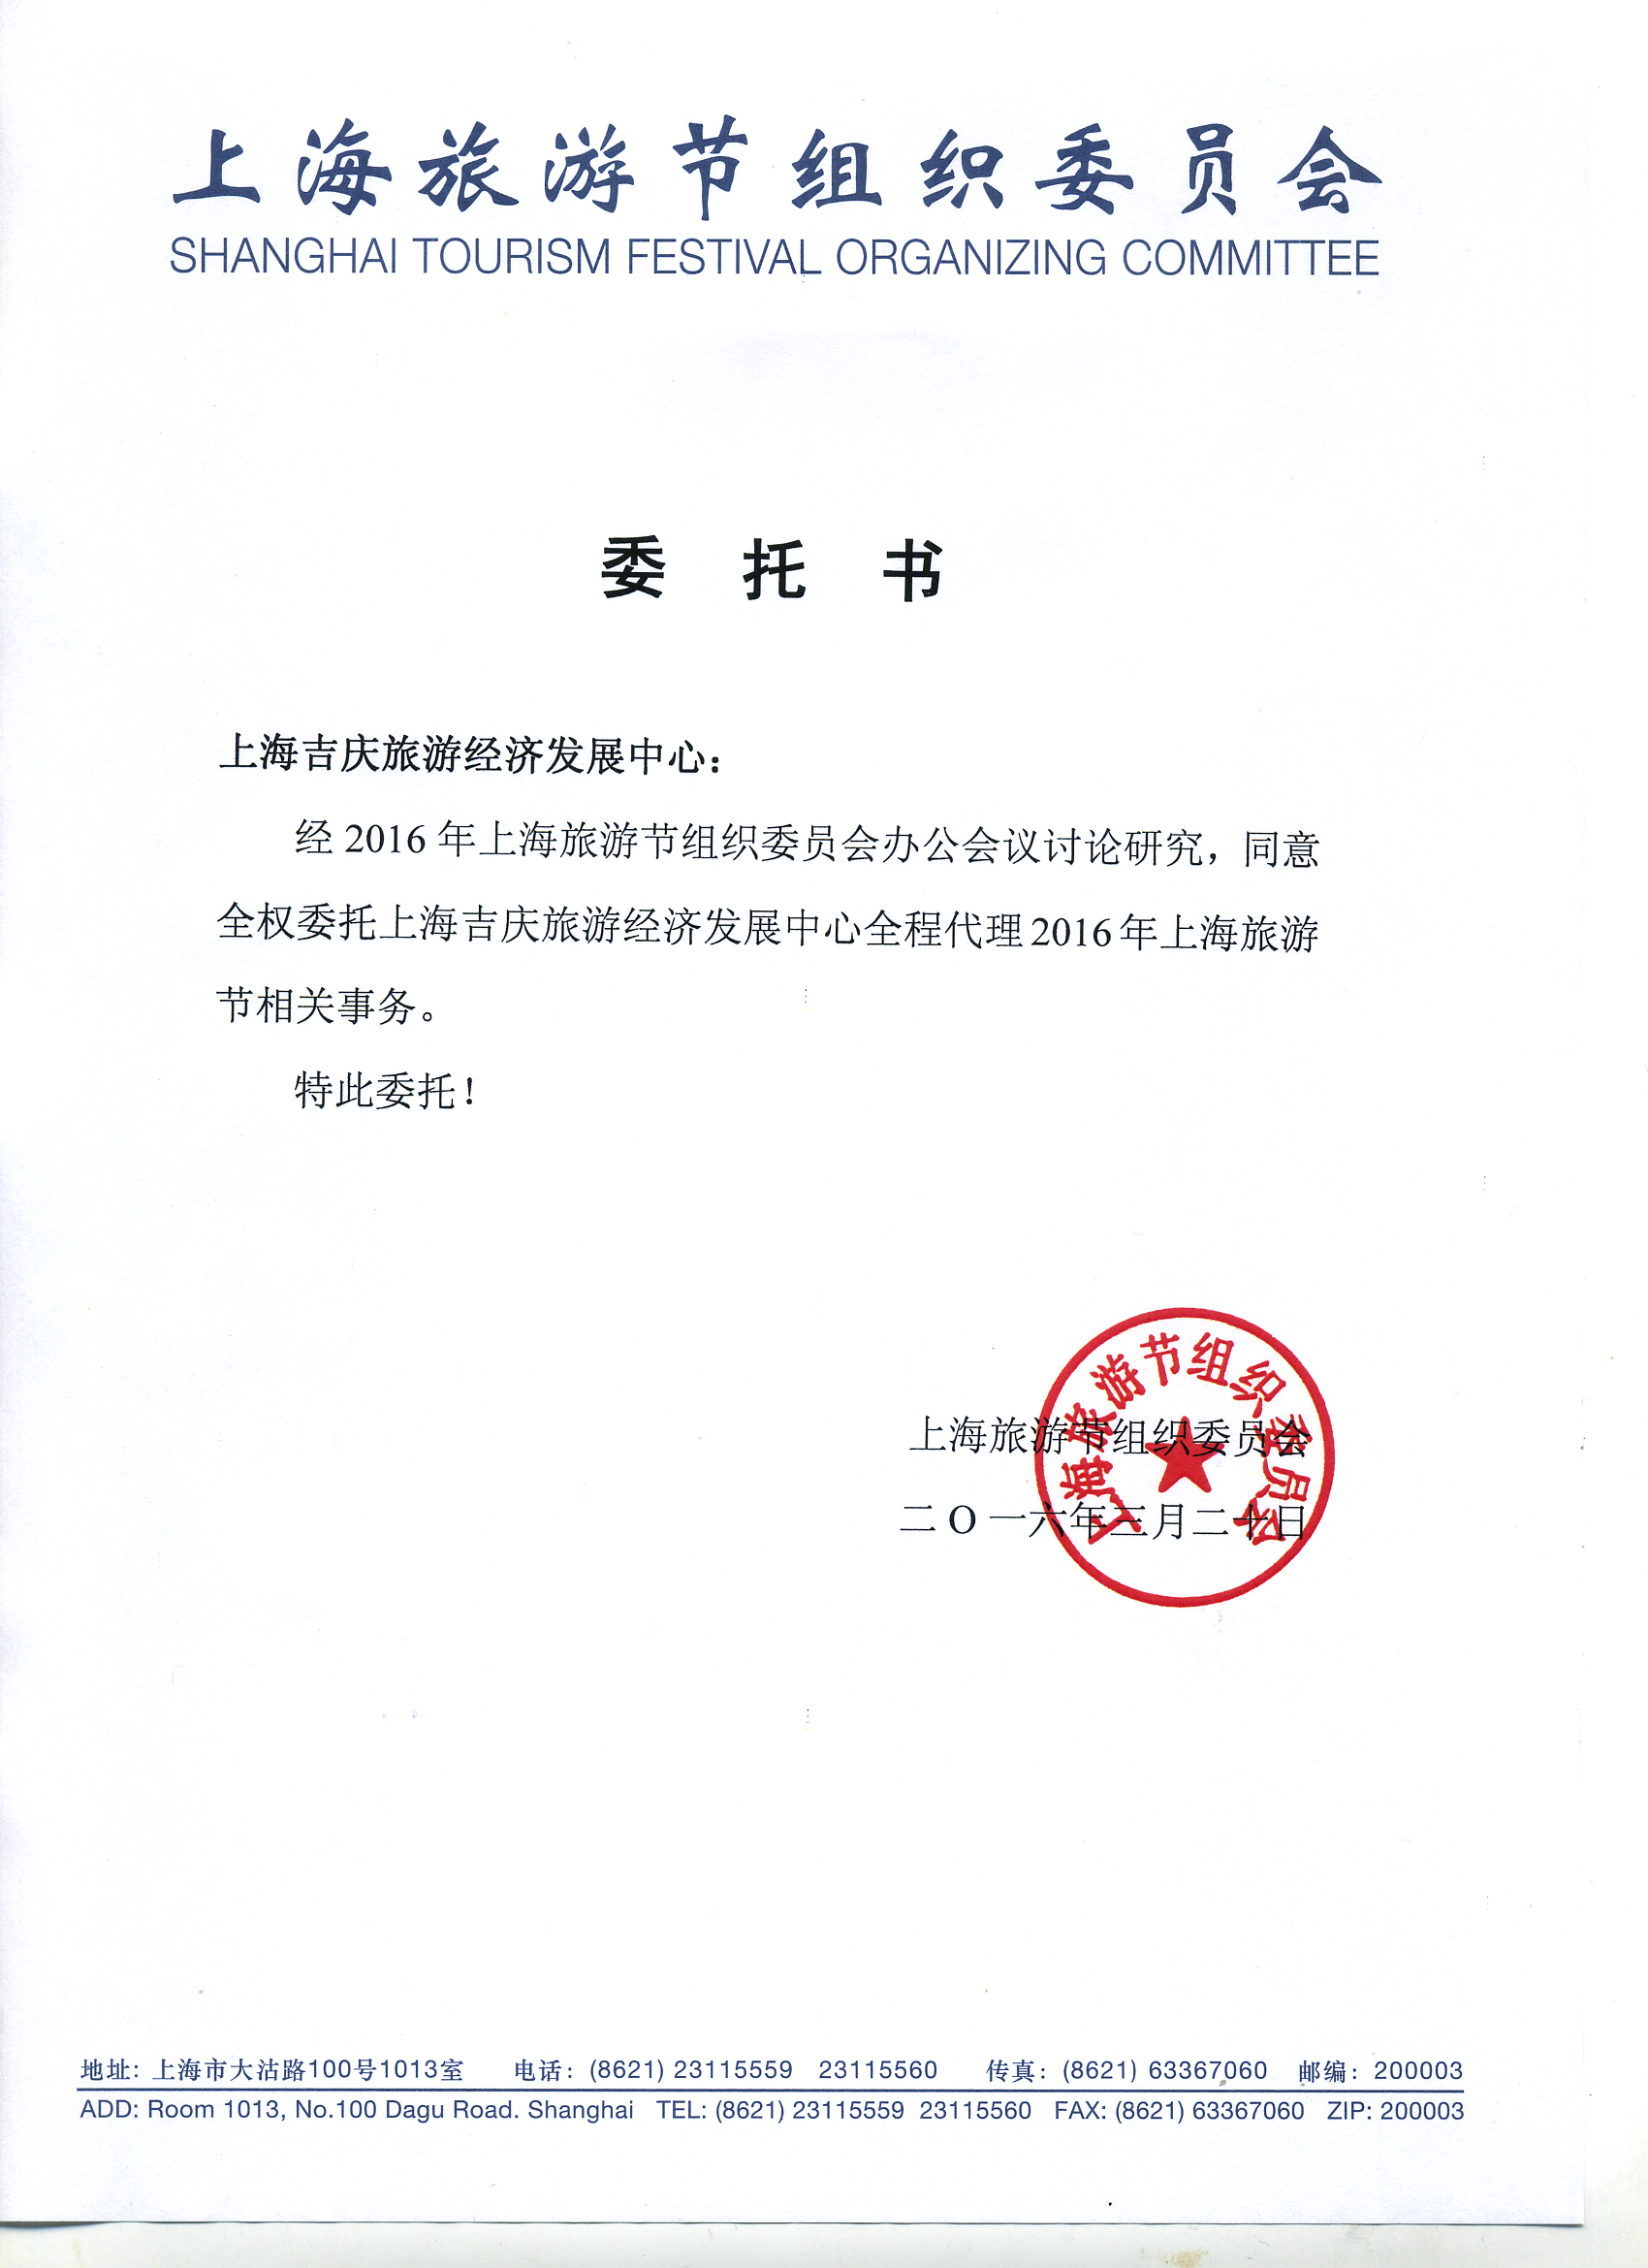 上海旅游节组织委员会
SHANGHAI TOURISM FESTIVAL ORGANIZING COMMITTEE
委 托 书
上海吉庆旅游经济发展中心：
经 2016 年上海旅游节组织委员会办公会议讨论研究，同意
全权委托上海吉庆旅游经济发展中心全程代理2016年上海旅游
节相关事务。
特此委托！
上海旅游节组织委员会
上海旅游节组织委员会
二O一六年三月二十日
地址: 上海市大沽路100号1013室 电话: (8621) 23115559 23115560 传真: (8621) 63367060 邮编: 200003
ADD: Room 1013, No.100 Dagu Road. Shanghai TEL: (8621) 23115559 23115560 FAX: (8621) 63367060 ZIP: 200003